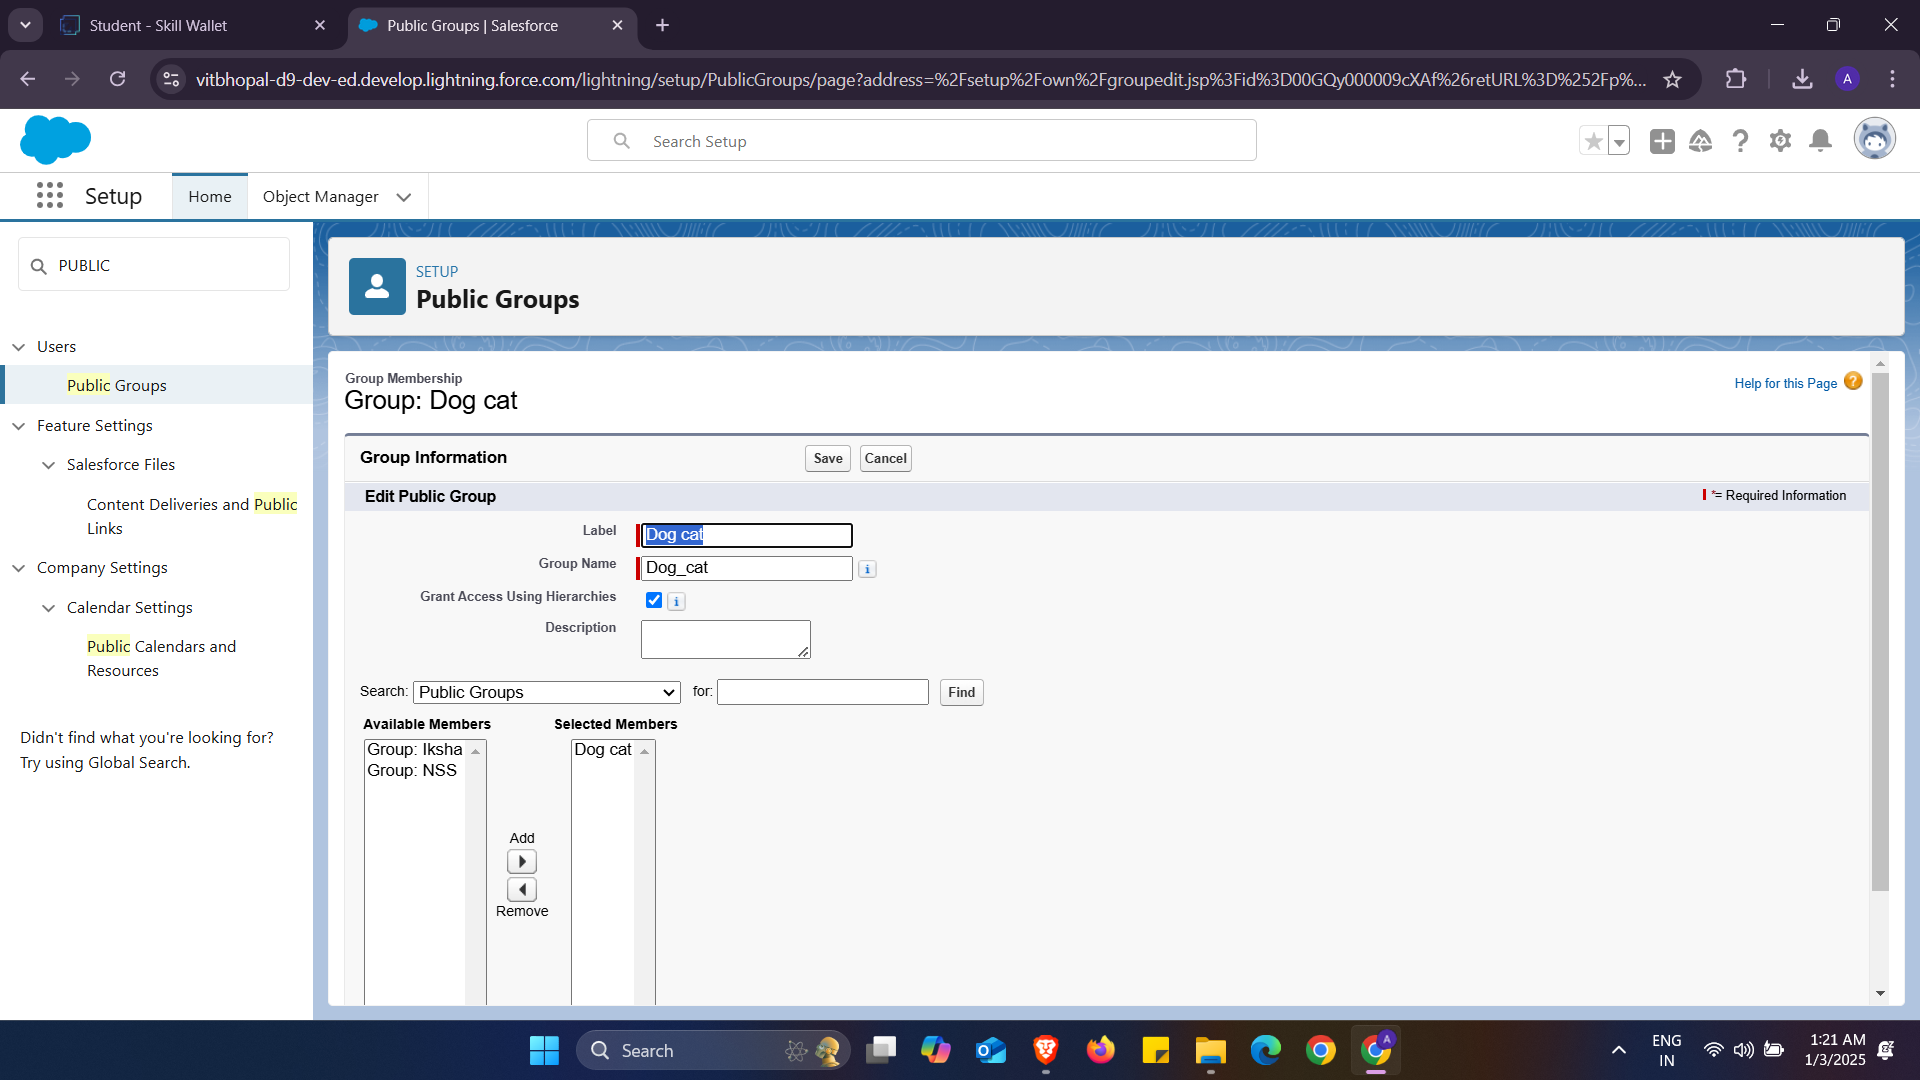 Student - Skill Wallet
Public Groups | Salesforce
vitbhopal-d9-dev-ed.develop.lightning.force.com/lightning/setup/PublicGroups/page?address=%2Fsetup%2Fown%2Fgroupedit.jsp%3Fid%3D00GQy000009cXAf%26retURL%3D%252Fp%...
A
Search Setup
Setup
Home
Object Manager
PUBLIC
Users
Public Groups
Feature Settings
Salesforce Files
Content Deliveries and Public
Links
Company Settings
Calendar Settings
Public Calendars and
Resources
Didn't find what you're looking for?
Try using Global Search.
SETUP
Public Groups
Group Membership
Group: Dog cat
Help for this Page
Group Information
Save
Cancel
Edit Public Group
*= Required Information
Label
Dog cat
Group Name
Dog_cat
Grant Access Using Hierarchies
Description
Search:
Public Groups
for:
Find
Available Members
Selected Members
Group: Iksha
Group: NSS
Dog cat
Add
Remove
Search
A
ENG
IN
1:21 AM
1/3/2025